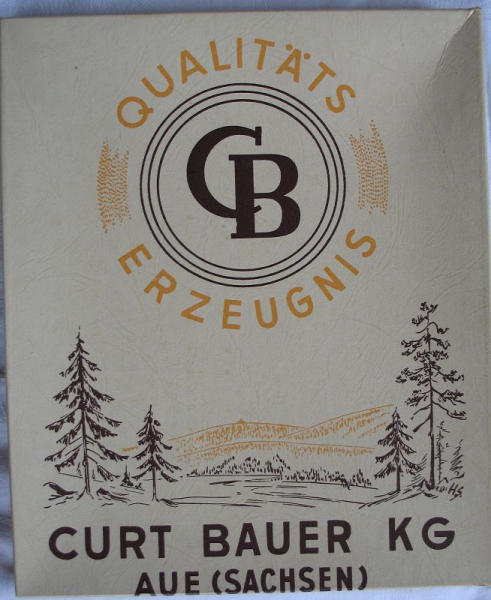 QUALITÄTS
CB
ERZEUGNIS
HS
CURT BAUER KG
AUE (SACHSEN)